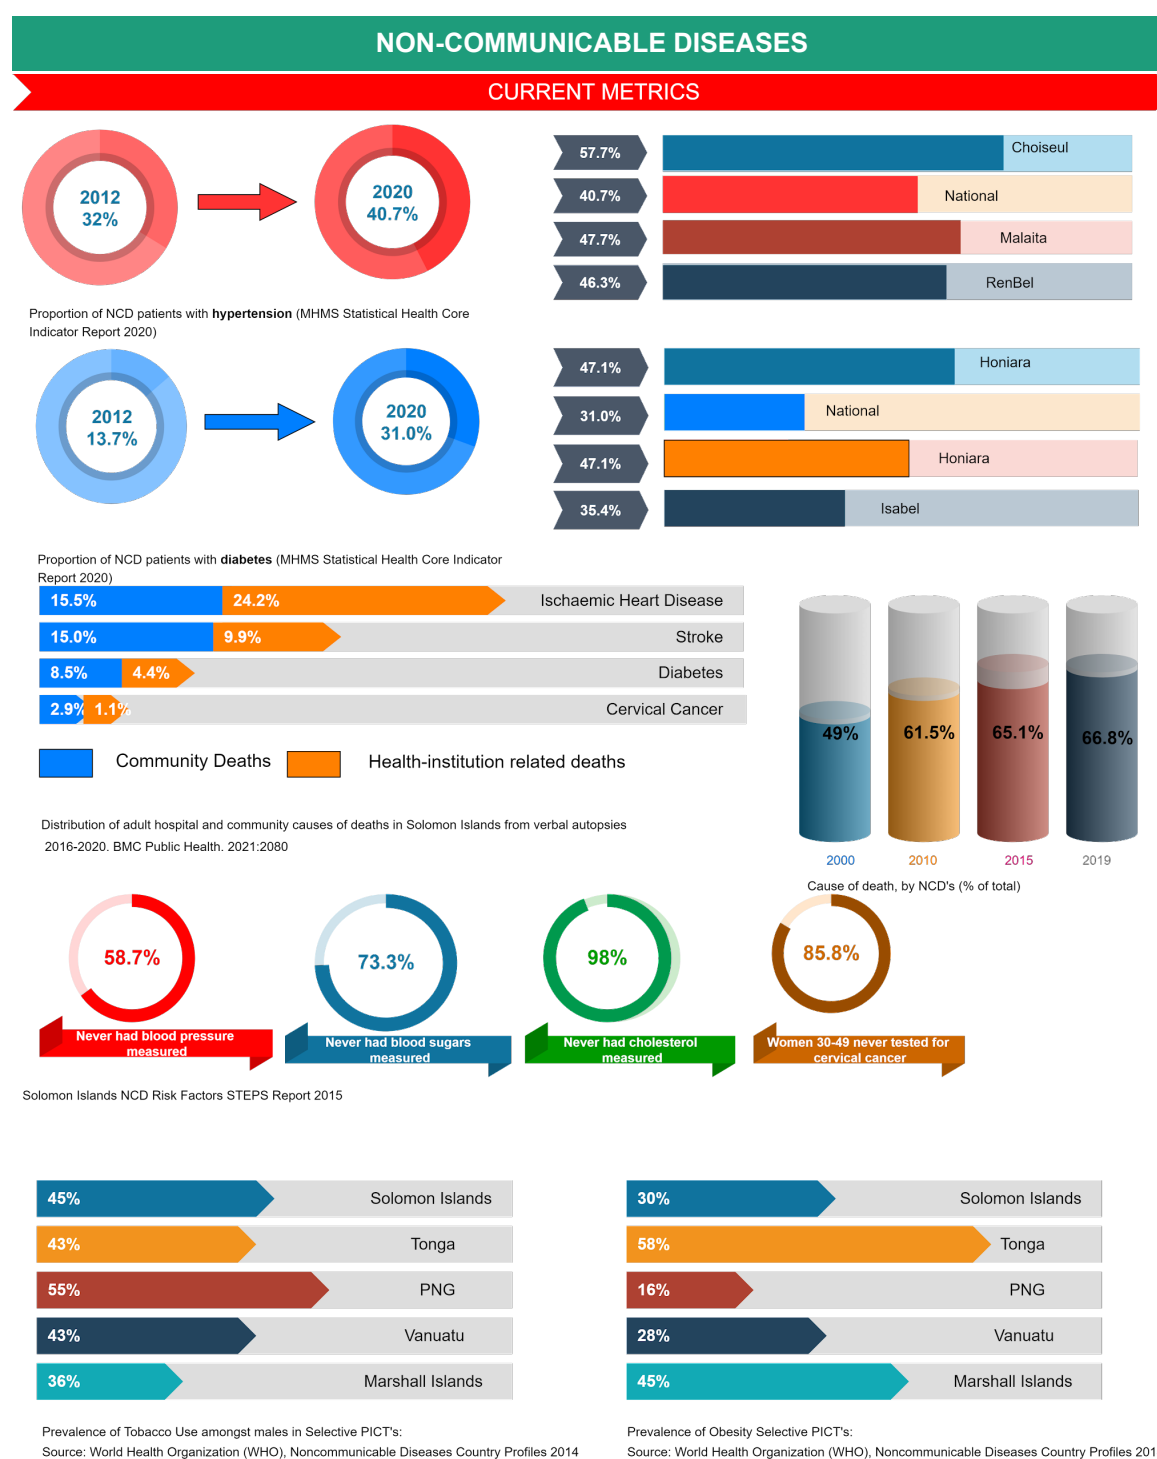 NON-COMMUNICABLE DISEASES
CURRENT METRICS
2012
32%
2020
40.7%
57.7%
Choiseul
40.7%
National
47.7%
Malaita
46.3%
RenBel
Proportion of NCD patients with hypertension (MHMS Statistical Health Core
Indicator Report 2020)
2012
13.7%
2020
31.0%
47.1%
Honiara
31.0%
National
47.1%
Honiara
35.4%
Isabel
Proportion of NCD patients with diabetes (MHMS Statistical Health Core Indicator
Report 2020)
15.5%
24.2%
Ischaemic Heart Disease
15.0%
9.9%
Stroke
8.5%
4.4%
Diabetes
2.9%
1.1%
Cervical Cancer
Community Deaths
Health-institution related deaths
Distribution of adult hospital and community causes of deaths in Solomon Islands from verbal autopsies
2016-2020. BMC Public Health. 2021:2080
49%
61.5%
65.1%
66.8%
2000
2010
2015
2019
Cause of death, by NCD's (% of total)
58.7%
73.3%
98%
85.8%
Never had blood pressure
measured
Never had blood sugars
measured
Never had cholesterol
measured
Women 30-49 never tested for
cervical cancer
Solomon Islands NCD Risk Factors STEPS Report 2015
45%
Solomon Islands
43%
Tonga
55%
PNG
43%
Vanuatu
36%
Marshall Islands
Prevalence of Tobacco Use amongst males in Selective PICT's:
Source: World Health Organization (WHO), Noncommunicable Diseases Country Profiles 2014
30%
Solomon Islands
58%
Tonga
16%
PNG
28%
Vanuatu
45%
Marshall Islands
Prevalence of Obesity Selective PICT's:
Source: World Health Organization (WHO), Noncommunicable Diseases Country Profiles 201